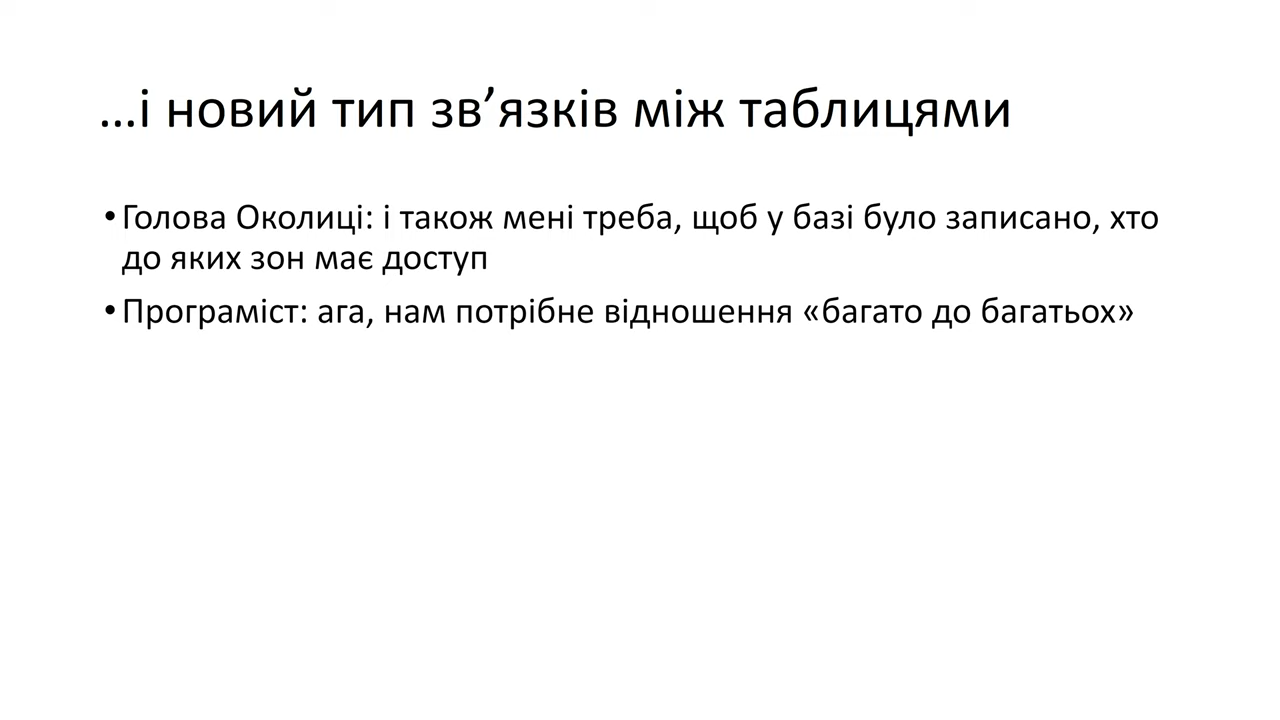 …і новий тип зв’язків між таблицями
•Голова Околиці: і також мені треба, щоб у базі було записано, хто
до яких зон має доступ
•Програміст: ага, нам потрібне відношення «багато до багатьох»